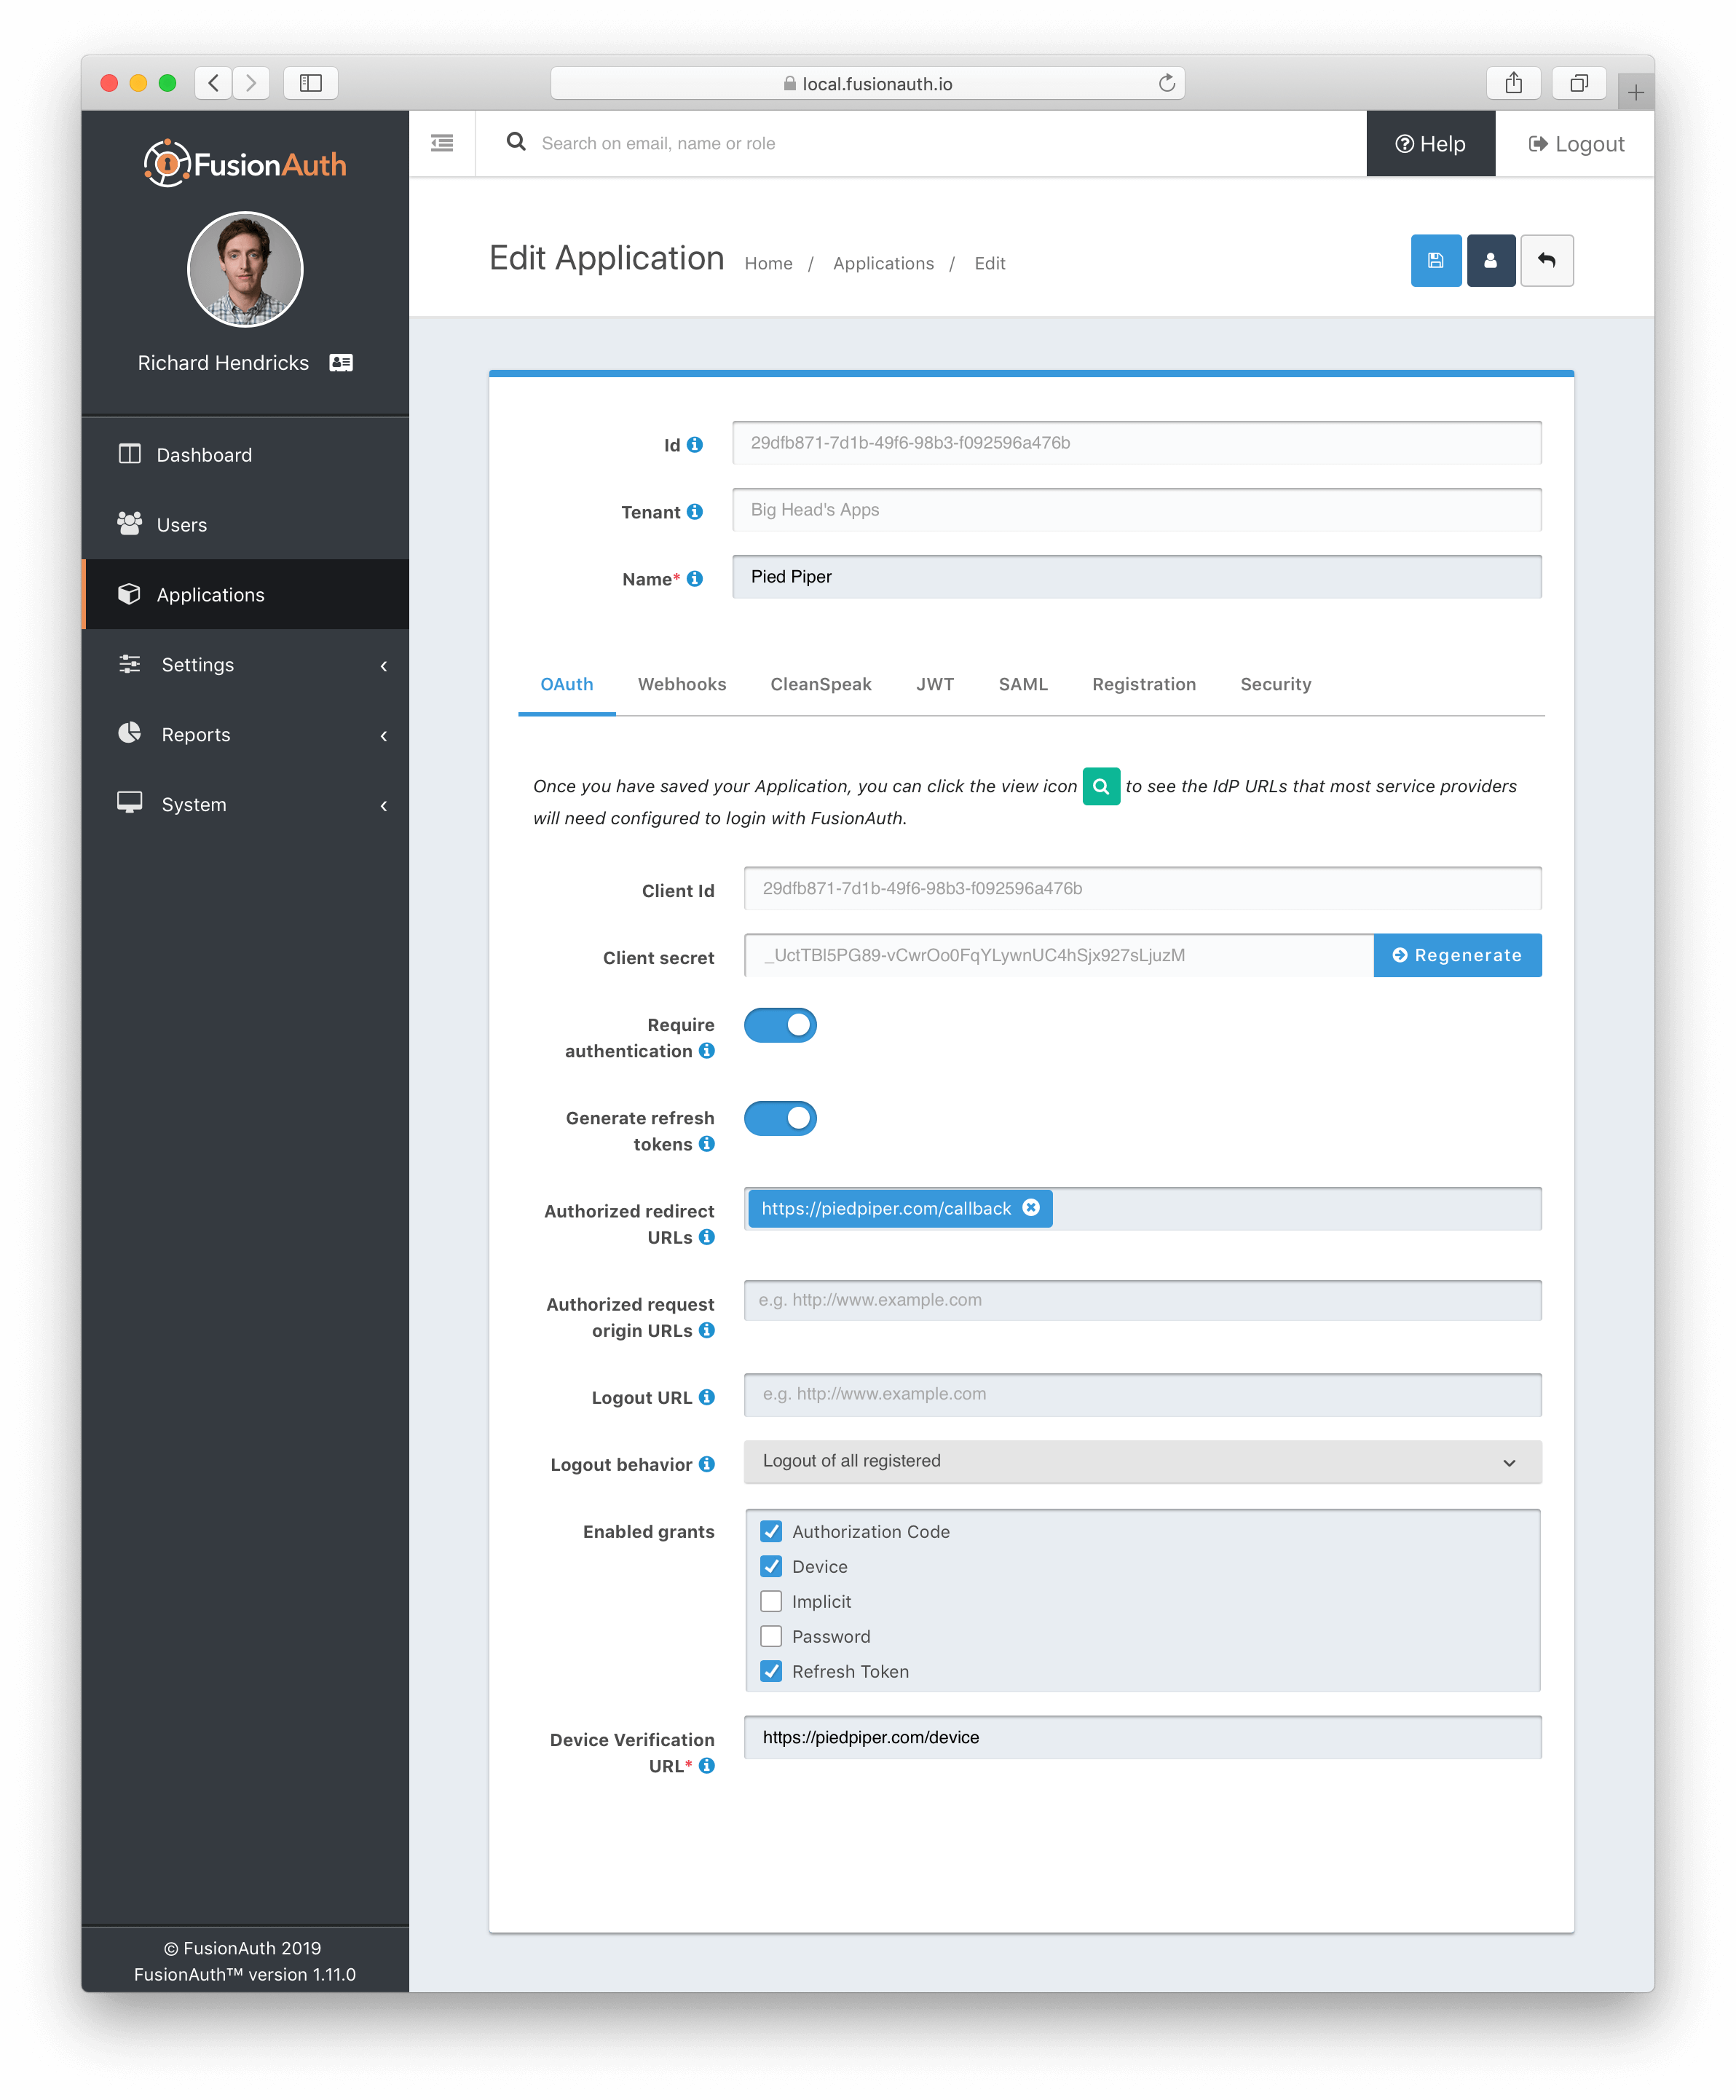 local.fusionauth.io
FusionAuth
Search on email, name or role
Help
Logout
Richard Hendricks
Dashboard
Users
Applications
Settings
Reports
System
© FusionAuth 2019
FusionAuth™ version 1.11.0
Edit Application
Home / Applications / Edit
Id
29dfb871-7d1b-49f6-98b3-f092596a476b
Tenant
Big Head's Apps
Name*
Pied Piper
OAuth Webhooks CleanSpeak JWT SAML Registration Security
Once you have saved your Application, you can click the view icon to see the IdP URLs that most service providers
will need configured to login with FusionAuth.
Client Id
29dfb871-7d1b-49f6-98b3-f092596a476b
Client secret
_UctTBl5PG89-vCwrOo0FqYLywnUC4hSjx927sLjuzM
Regenerate
Require
authentication
Generate refresh
tokens
Authorized redirect
URLs
https://piedpiper.com/callback
Authorized request
origin URLs
e.g. http://www.example.com
Logout URL
e.g. http://www.example.com
Logout behavior
Logout of all registered
Enabled grants
Authorization Code
Device
Implicit
Password
Refresh Token
Device Verification
URL*
https://piedpiper.com/device